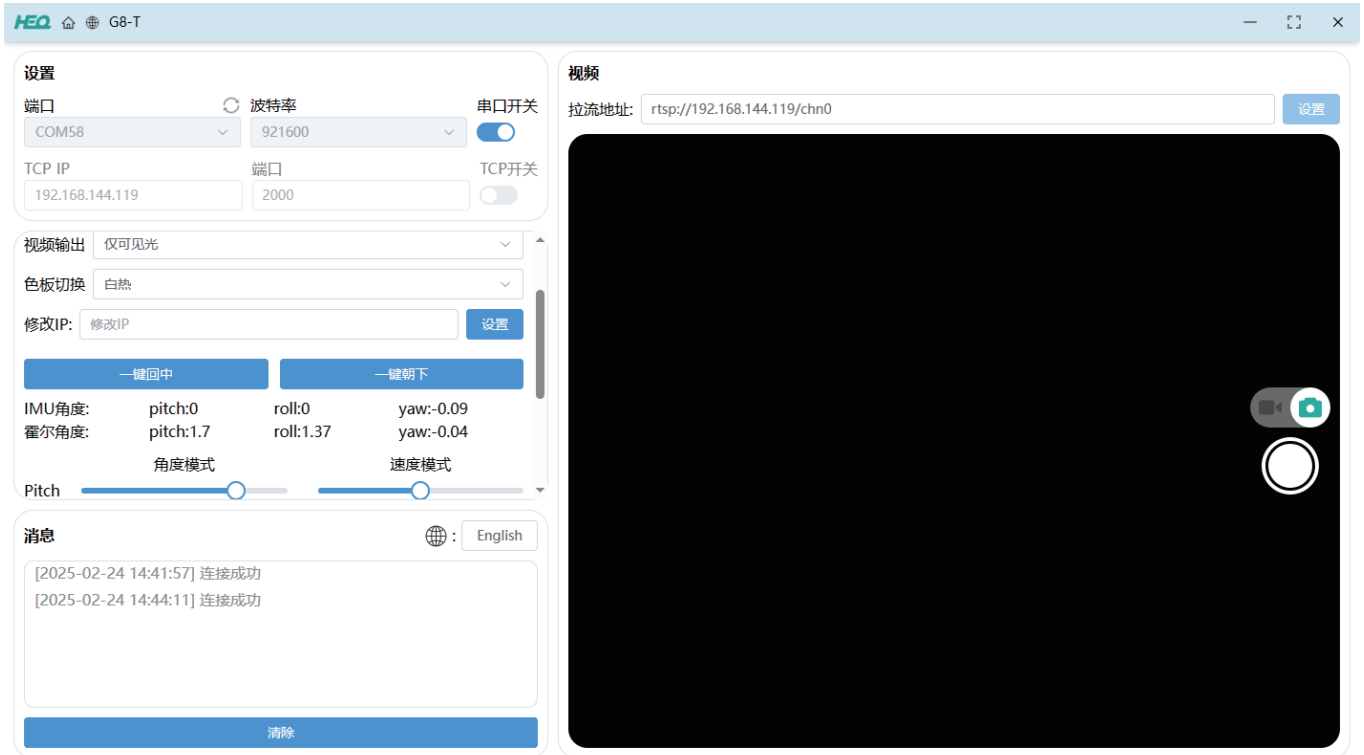 HEQ G8-T
设置
端口 波特率 串口开关
COM58 921600
TCP IP 端口 TCP开关
192.168.144.119 2000
视频输出 仅可见光
色板切换 白热
修改IP: 修改IP 设置
一键回中 一键朝下
IMU角度: pitch:0 roll:0 yaw:-0.09
霍尔角度: pitch:1.7 roll:1.37 yaw:-0.04
角度模式 速度模式
Pitch
消息 : English
[2025-02-24 14:41:57] 连接成功
[2025-02-24 14:44:11] 连接成功
清除
视频
拉流地址: rtsp://192.168.144.119/chn0 设置